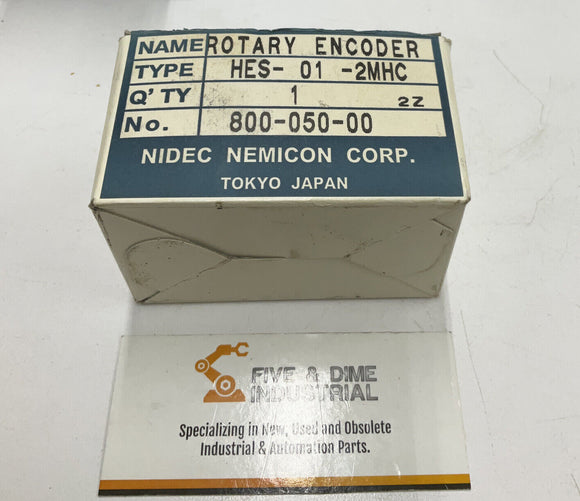 NAME ROTARY ENCODER
TYPE HES- 01 -2MHC
Q'TY 1 2Z
No. 800-050-00
NIDEC NEMICON CORP.
TOKYO JAPAN
FIVE & DIME
INDUSTRIAL
Specializing in New, Used and Obsolete
Industrial & Automation Parts.